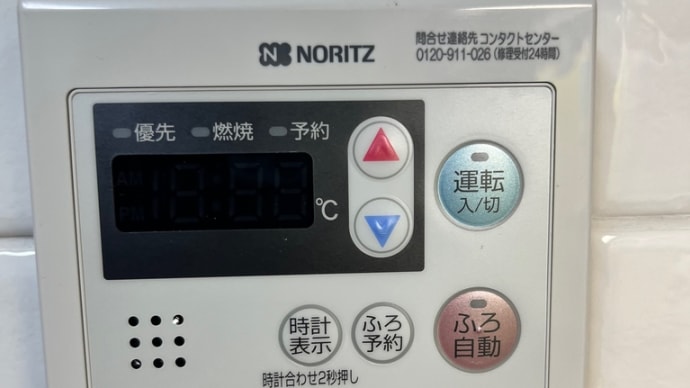 NORITZ
問合せ連絡先 コンタクトセンター
0120-911-026 (修理受付24時間)
優先 燃焼 予約
AM
PM
℃
運転
入/切
時計
表示
ふろ
予約
ふろ
自動
時計合わせ2秒押し